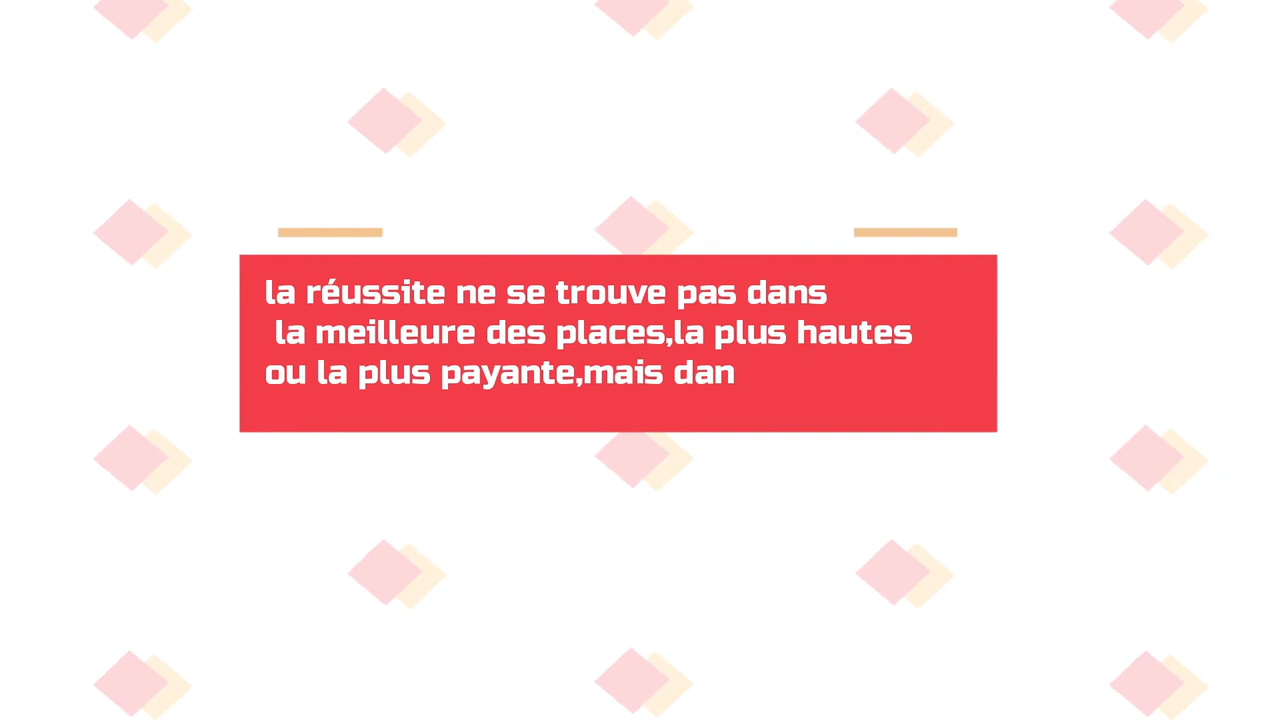 la réussite ne se trouve pas dans
la meilleure des places,la plus hautes
ou la plus payante,mais dan